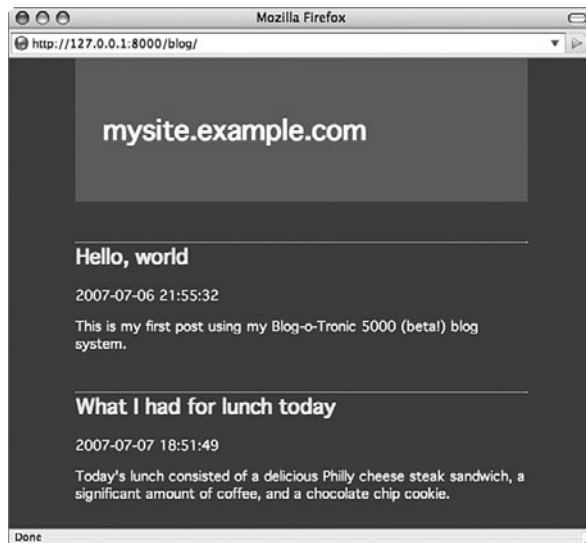 Mozilla Firefox
http://127.0.0.1:8000/blog/
mysite.example.com
Hello, world
2007-07-06 21:55:32
This is my first post using my Blog-o-Tronic 5000 (beta!) blog
system.
What I had for lunch today
2007-07-07 18:51:49
Today's lunch consisted of a delicious Philly cheese steak sandwich, a
significant amount of coffee, and a chocolate chip cookie.
Done